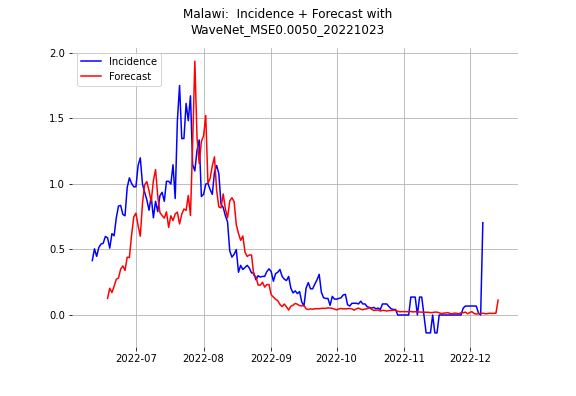 Malawi:  Incidence + Forecast with
WaveNet_MSE0.0050_20221023
Incidence
Forecast
2.0
1.5
1.0
0.5
0.0
2022-07 2022-08 2022-09 2022-10 2022-11 2022-12